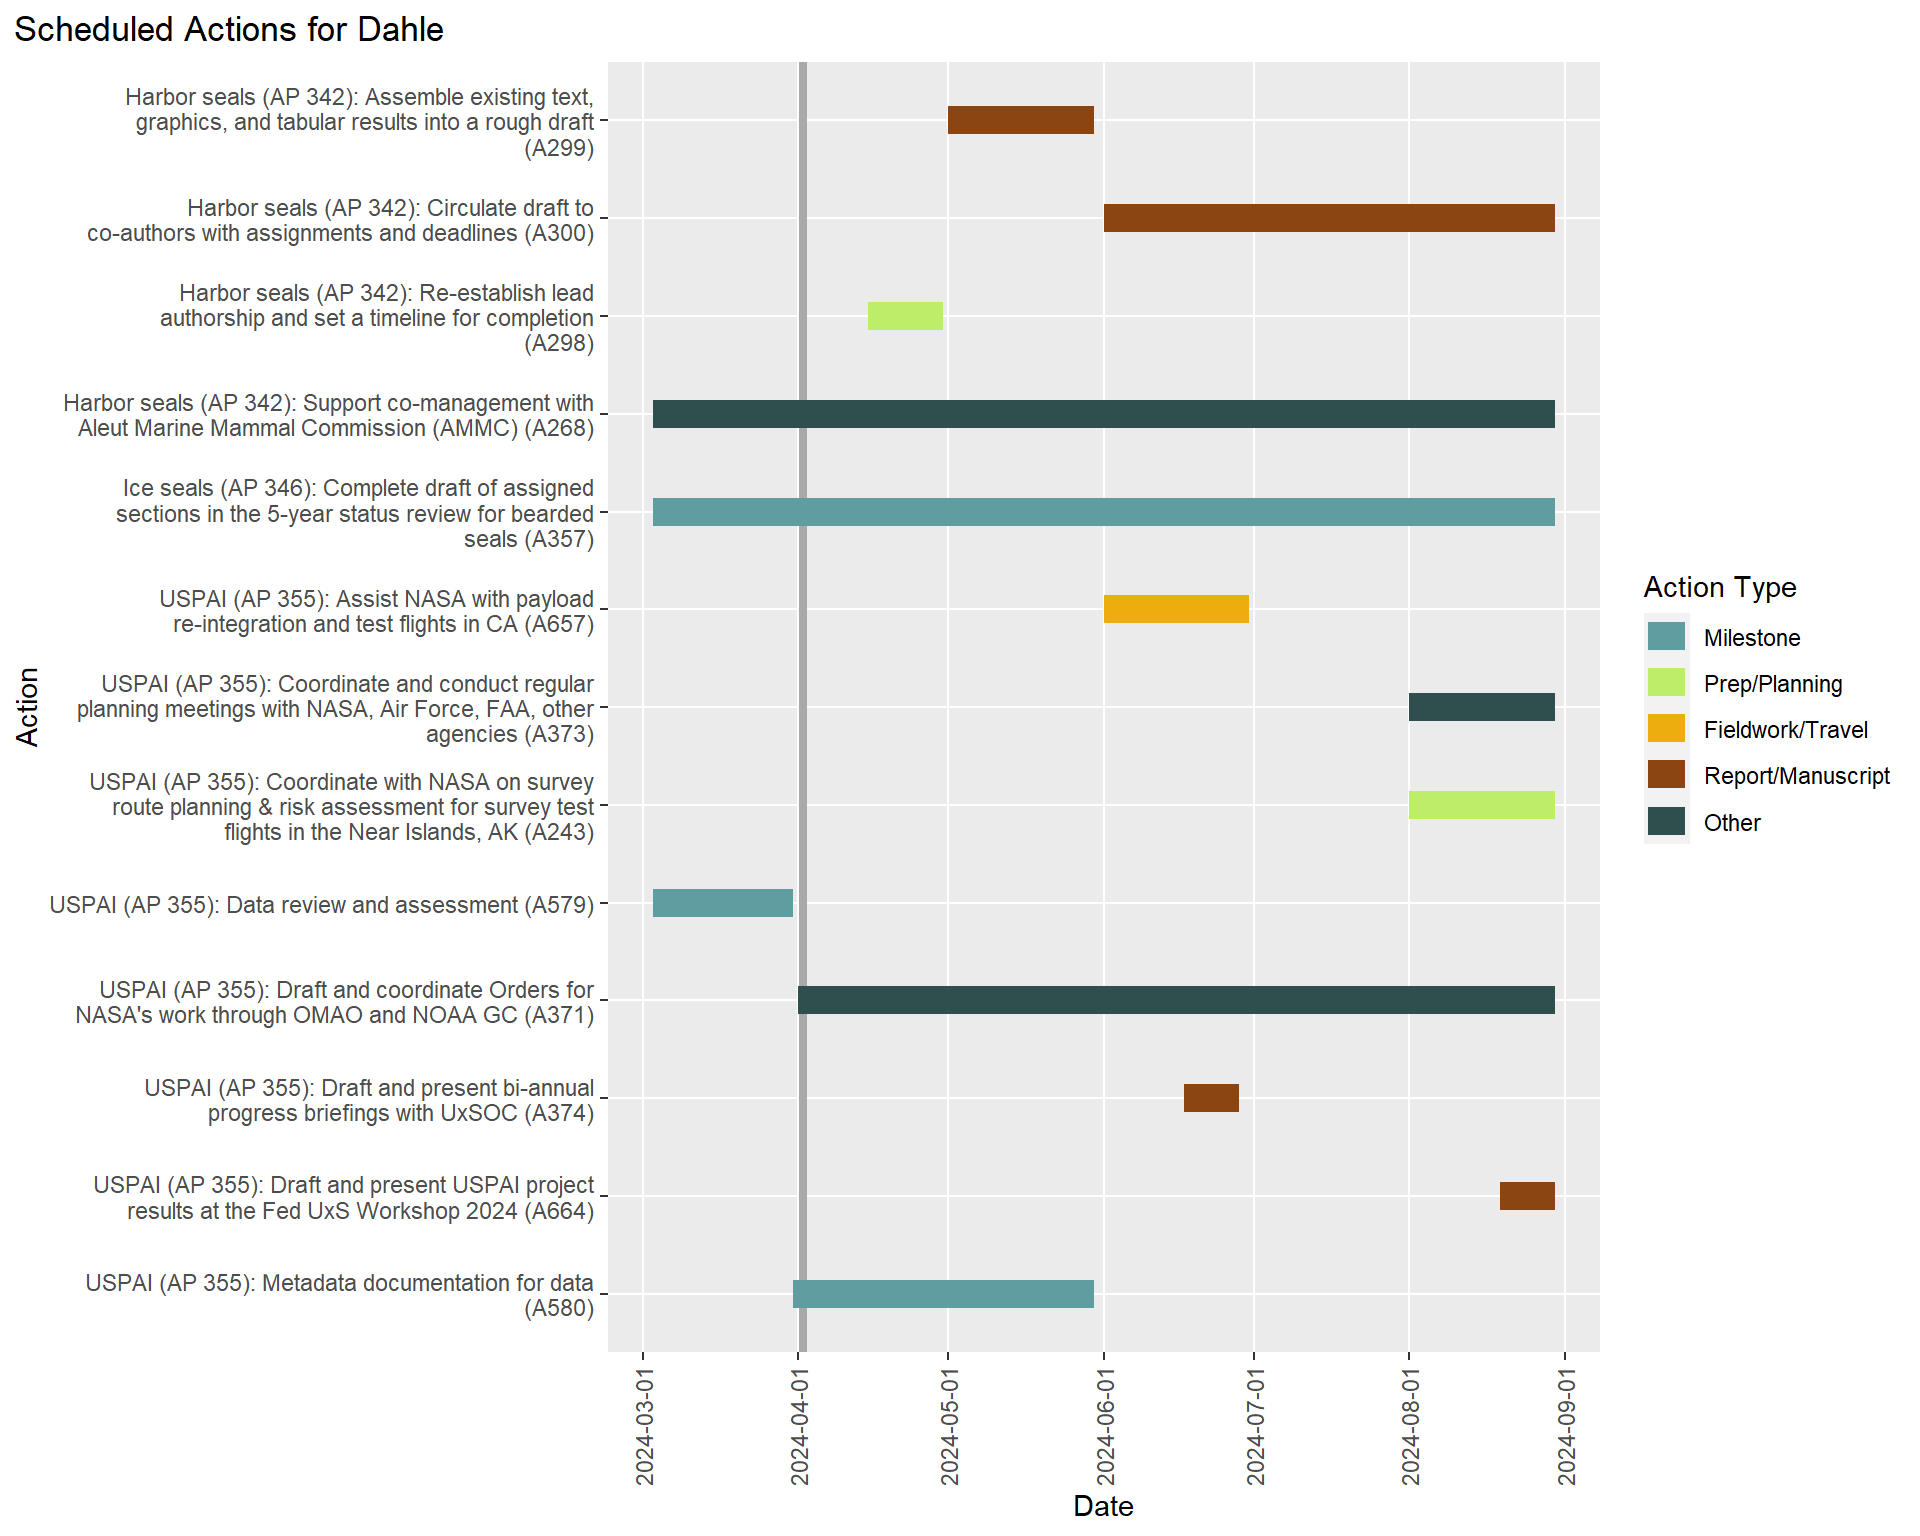 Scheduled Actions for Dahle
Harbor seals (AP 342): Assemble existing text,
graphics, and tabular results into a rough draft
(A299)
Harbor seals (AP 342): Circulate draft to
co-authors with assignments and deadlines (A300)
Harbor seals (AP 342): Re-establish lead
authorship and set a timeline for completion
(A298)
Harbor seals (AP 342): Support co-management with
Aleut Marine Mammal Commission (AMMC) (A268)
Ice seals (AP 346): Complete draft of assigned
sections in the 5-year status review for bearded
seals (A357)
USPAI (AP 355): Assist NASA with payload
re-integration and test flights in CA (A657)
USPAI (AP 355): Coordinate and conduct regular
planning meetings with NASA, Air Force, FAA, other
agencies (A373)
USPAI (AP 355): Coordinate with NASA on survey
route planning & risk assessment for survey test
flights in the Near Islands, AK (A243)
USPAI (AP 355): Data review and assessment (A579)
USPAI (AP 355): Draft and coordinate Orders for
NASA's work through OMAO and NOAA GC (A371)
USPAI (AP 355): Draft and present bi-annual
progress briefings with UxSOC (A374)
USPAI (AP 355): Draft and present USPAI project
results at the Fed UxS Workshop 2024 (A664)
USPAI (AP 355): Metadata documentation for data
(A580)
Action
2024-03-01
2024-04-01
2024-05-01
2024-06-01
2024-07-01
2024-08-01
2024-09-01
Date
Action Type
Milestone
Prep/Planning
Fieldwork/Travel
Report/Manuscript
Other